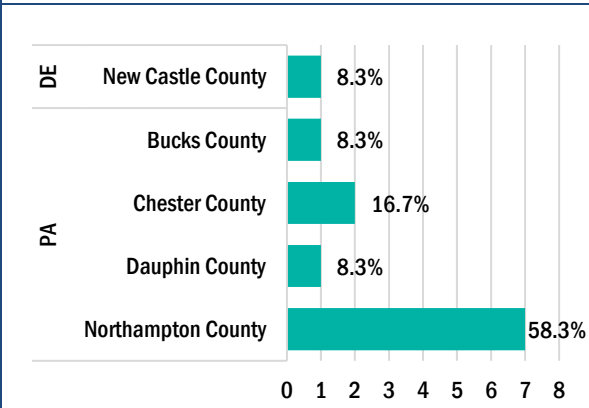 DE
New Castle County 8.3%
PA
Bucks County 8.3%
Chester County 16.7%
Dauphin County 8.3%
Northampton County 58.3%
0 1 2 3 4 5 6 7 8